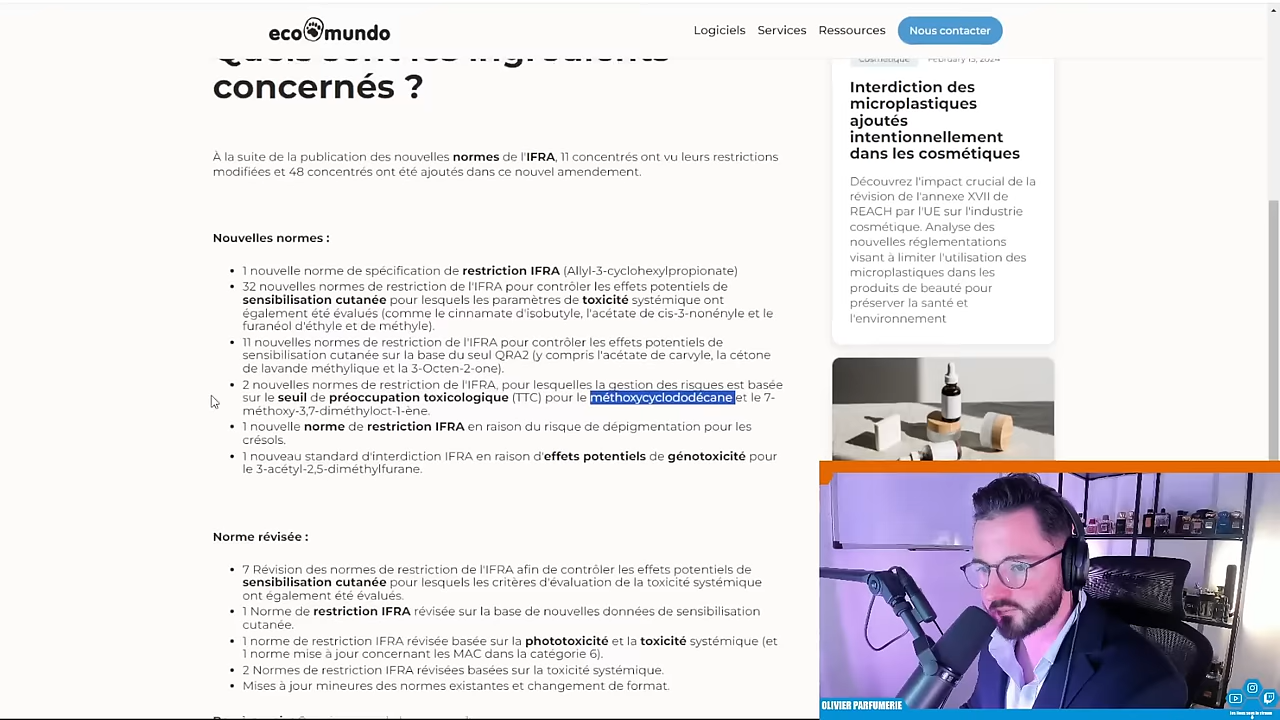 eco mundo
Logiciels Services Ressources Nous contacter
Quels sont les ingrédients
concernés ?
À la suite de la publication des nouvelles normes de l'IFRA, 11 concentrés ont vu leurs restrictions
modifiées et 48 concentrés ont été ajoutés dans ce nouvel amendement.
Nouvelles normes :
• 1 nouvelle norme de spécification de restriction IFRA (Allyl-3-cyclohexylpropionate)
• 32 nouvelles normes de restriction de l'IFRA pour contrôler les effets potentiels de
sensibilisation cutanée pour lesquels les paramètres de toxicité systémique ont
également été évalués (comme le cinnamate d'isobutyle, l'acétate de cis-3-nonényle et le
furanéol d'éthyle et de méthyle).
• 11 nouvelles normes de restriction de l'IFRA pour contrôler les effets potentiels de
sensibilisation cutanée sur la base du seul QRA2 (y compris l'acétate de carvyle, la cétone
de lavande méthylique et la 3-Octen-2-one).
• 2 nouvelles normes de restriction de l'IFRA, pour lesquelles la gestion des risques est basée
sur le seuil de préoccupation toxicologique (TTC) pour le méthoxycyclododécane et le 7-
méthoxy-3,7-diméthyloct-1-ène.
• 1 nouvelle norme de restriction IFRA en raison du risque de dépigmentation pour les
crésols.
• 1 nouveau standard d'interdiction IFRA en raison d'effets potentiels de génotoxicité pour
le 3-acétyl-2,5-diméthylfurane.
Norme révisée :
• 7 Révision des normes de restriction de l'IFRA afin de contrôler les effets potentiels de
sensibilisation cutanée pour lesquels les critères d'évaluation de la toxicité systémique
ont également été évalués.
• 1 Norme de restriction IFRA révisée sur la base de nouvelles données de sensibilisation
cutanée.
• 1 norme de restriction IFRA révisée basée sur la phototoxicité et la toxicité systémique (et
1 norme mise à jour concernant les MAC dans la catégorie 6).
• 2 Normes de restriction IFRA révisées basées sur la toxicité systémique.
• Mises à jour mineures des normes existantes et changement de format.
Cosmétique February 13, 2024
Interdiction des
microplastiques
ajoutés
intentionnellement
dans les cosmétiques
Découvrez l'impact crucial de la
révision de l'annexe XVII de
REACH par l'UE sur l'industrie
cosmétique. Analyse des
nouvelles réglementations
visant à limiter l'utilisation des
microplastiques dans les
produits de beauté pour
préserver la santé et
l'environnement
OLIVIER PARFUMERIE